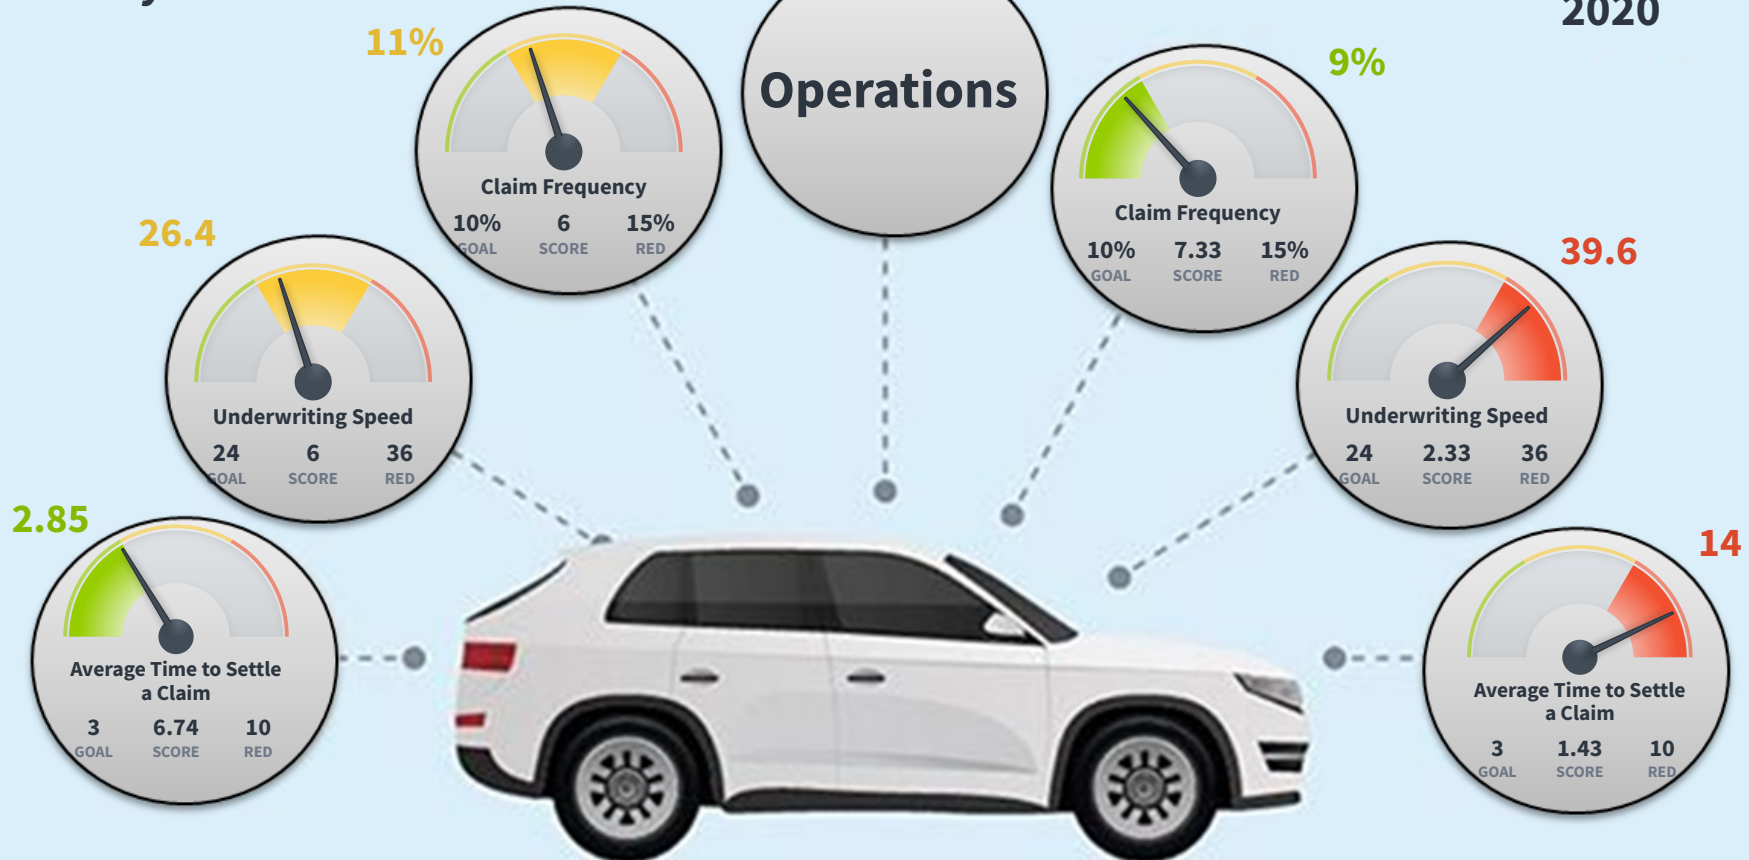 2020
11%
Claim Frequency
10% 6 15%
GOAL SCORE RED
Operations
9%
Claim Frequency
10% 7.33 15%
GOAL SCORE RED
26.4
Underwriting Speed
24 6 36
GOAL SCORE RED
39.6
Underwriting Speed
24 2.33 36
GOAL SCORE RED
2.85
Average Time to Settle
a Claim
3 6.74 10
GOAL SCORE RED
14
Average Time to Settle
a Claim
3 1.43 10
GOAL SCORE RED